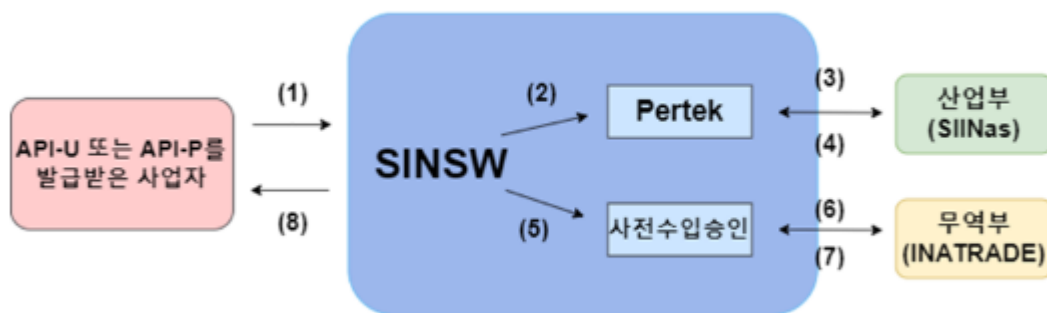 API-U 또는 API-P를
발급받은 사업자
(1)
(8)
SINSW
(2)
(5)
Pertek
사전수입승인
(3)
(4)
(6)
(7)
산업부
(SIINas)
무역부
(INATRADE)